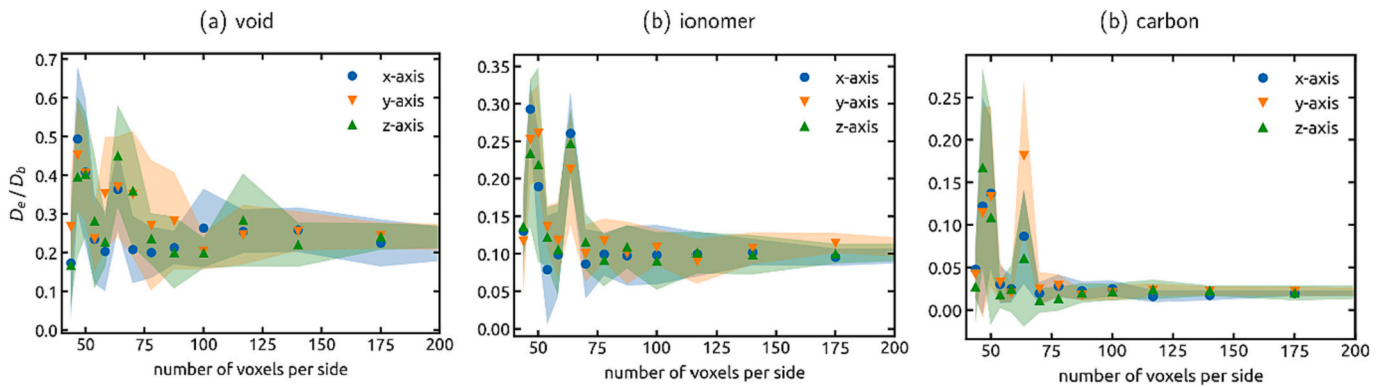 (a) void
0.7
0.6
0.5
0.4
0.3
0.2
0.1
0.0
D_e / D_b
50 75 100 125 150 175 200
number of voxels per side
x-axis
y-axis
z-axis
(b) ionomer
0.35
0.30
0.25
0.20
0.15
0.10
0.05
0.00
50 75 100 125 150 175 200
number of voxels per side
x-axis
y-axis
z-axis
(b) carbon
0.25
0.20
0.15
0.10
0.05
0.00
50 75 100 125 150 175 200
number of voxels per side
x-axis
y-axis
z-axis